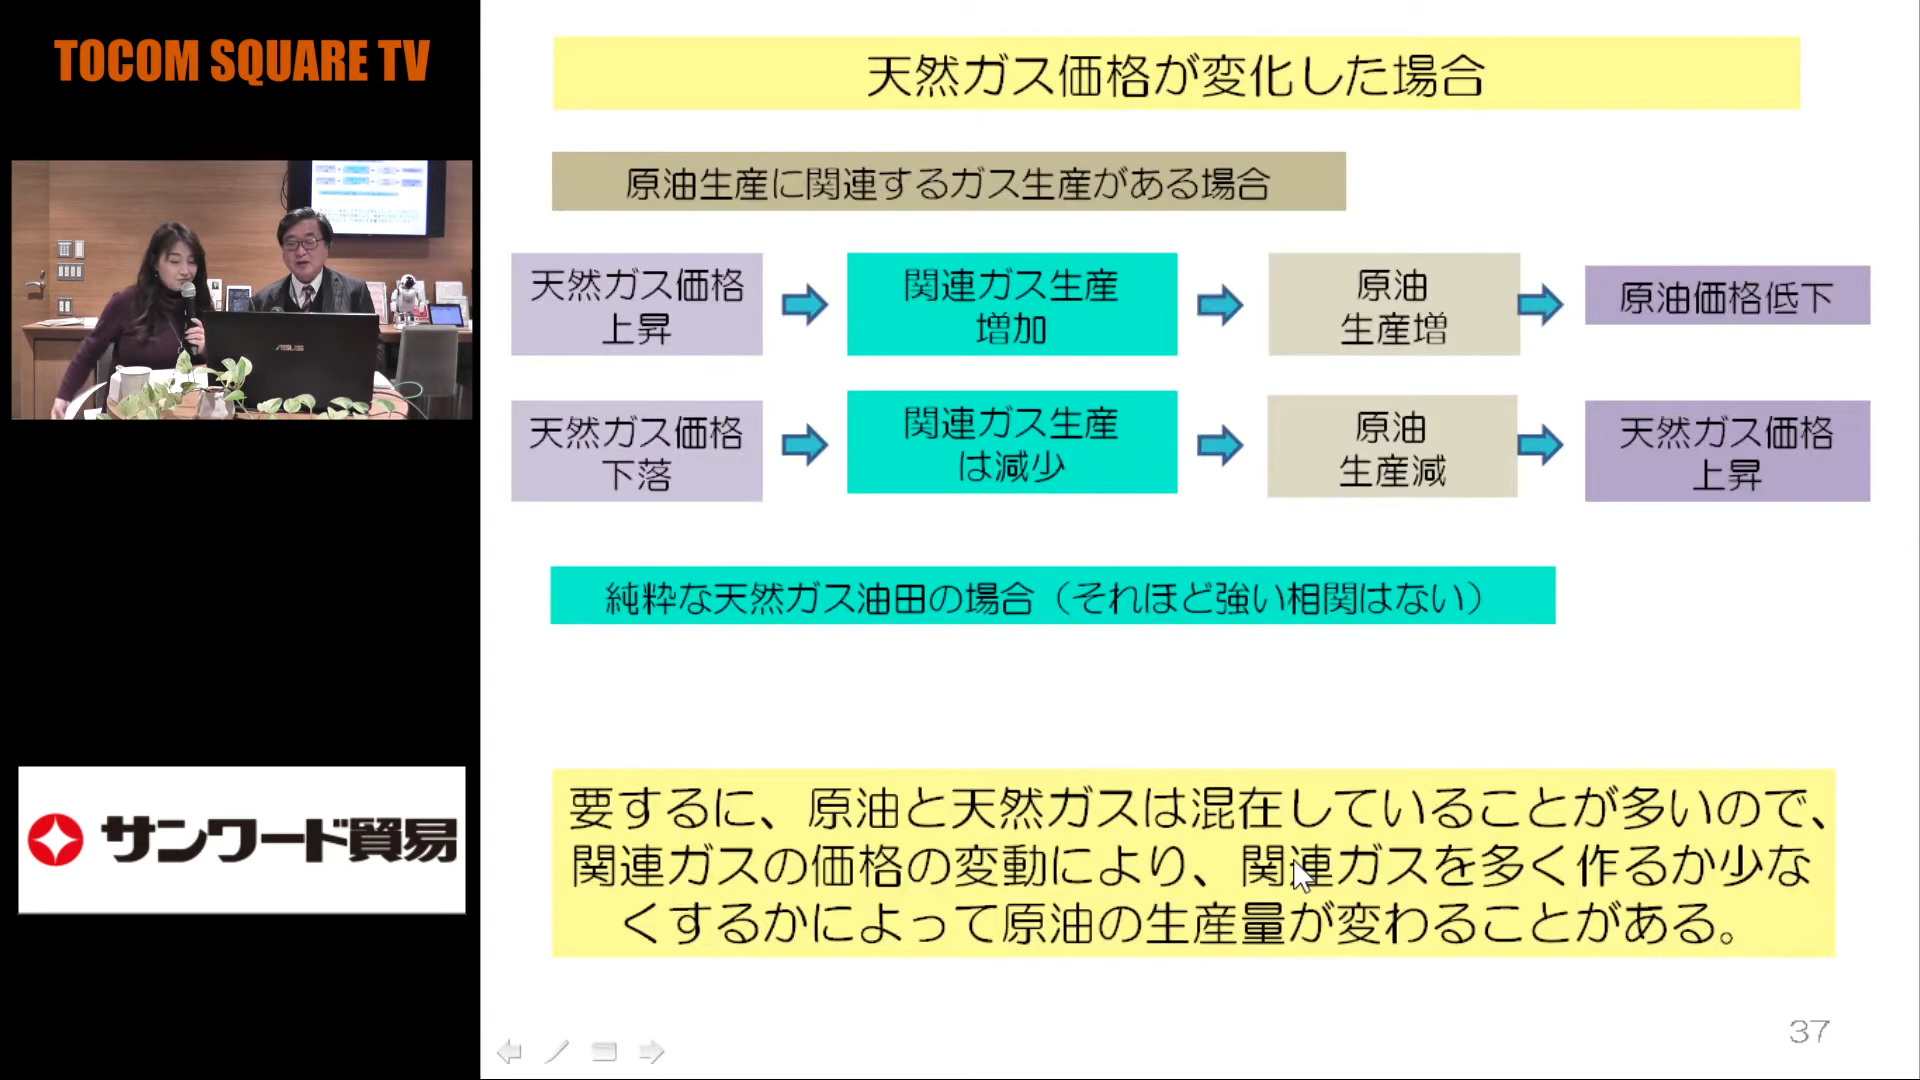 TOCOM SQUARE TV
天然ガス価格が変化した場合
原油生産に関連するガス生産がある場合
天然ガス価格
上昇
関連ガス生産
増加
原油
生産増
原油価格低下
天然ガス価格
下落
関連ガス生産
は減少
原油
生産減
天然ガス価格
上昇
純粋な天然ガス油田の場合（それほど強い相関はない）
要するに、原油と天然ガスは混在していることが多いので、
関連ガスの価格の変動により、関連ガスを多く作るか少な
くするかによって原油の生産量が変わることがある。
37
ASUS
サンワード貿易